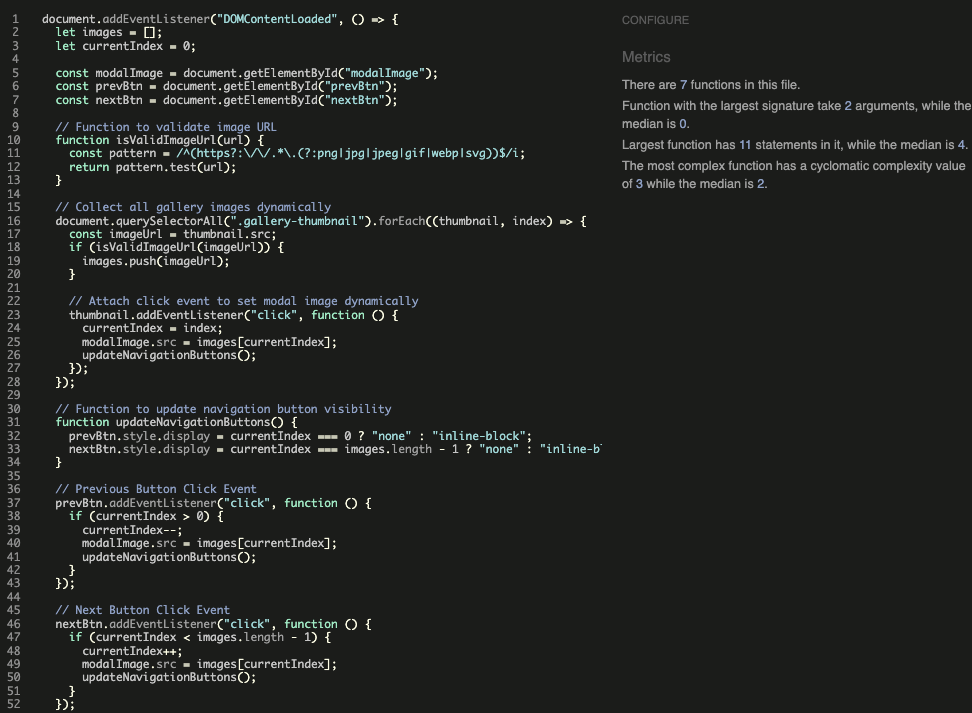 1 document.addEventListener("DOMContentLoaded", () => {
2 let images = [];
3 let currentIndex = 0;
4
5 const modalImage = document.getElementById("modalImage");
6 const prevBtn = document.getElementById("prevBtn");
7 const nextBtn = document.getElementById("nextBtn");
8
9 // Function to validate image URL
10 function isValidImageUrl(url) {
11 const pattern = /^(https?:\/\/.*\.(?:png|jpg|jpeg|gif|webp|svg))$/i;
12 return pattern.test(url);
13 }
14
15 // Collect all gallery images dynamically
16 document.querySelectorAll(".gallery-thumbnail").forEach((thumbnail, index) => {
17 const imageUrl = thumbnail.src;
18 if (isValidImageUrl(imageUrl)) {
19 images.push(imageUrl);
20 }
21
22 // Attach click event to set modal image dynamically
23 thumbnail.addEventListener("click", function () {
24 currentIndex = index;
25 modalImage.src = images[currentIndex];
26 updateNavigationButtons();
27 });
28 });
29
30 // Function to update navigation button visibility
31 function updateNavigationButtons() {
32 prevBtn.style.display = currentIndex === 0 ? "none" : "inline-block";
33 nextBtn.style.display = currentIndex === images.length - 1 ? "none" : "inline-b
34 }
35
36 // Previous Button Click Event
37 prevBtn.addEventListener("click", function () {
38 if (currentIndex > 0) {
39 currentIndex--;
40 modalImage.src = images[currentIndex];
41 updateNavigationButtons();
42 }
43 });
44
45 // Next Button Click Event
46 nextBtn.addEventListener("click", function () {
47 if (currentIndex < images.length - 1) {
48 currentIndex++;
49 modalImage.src = images[currentIndex];
50 updateNavigationButtons();
51 }
52 });
CONFIGURE
Metrics
There are 7 functions in this file.
Function with the largest signature take 2 arguments, while the
median is 0.
Largest function has 11 statements in it, while the median is 4.
The most complex function has a cyclomatic complexity value
of 3 while the median is 2.